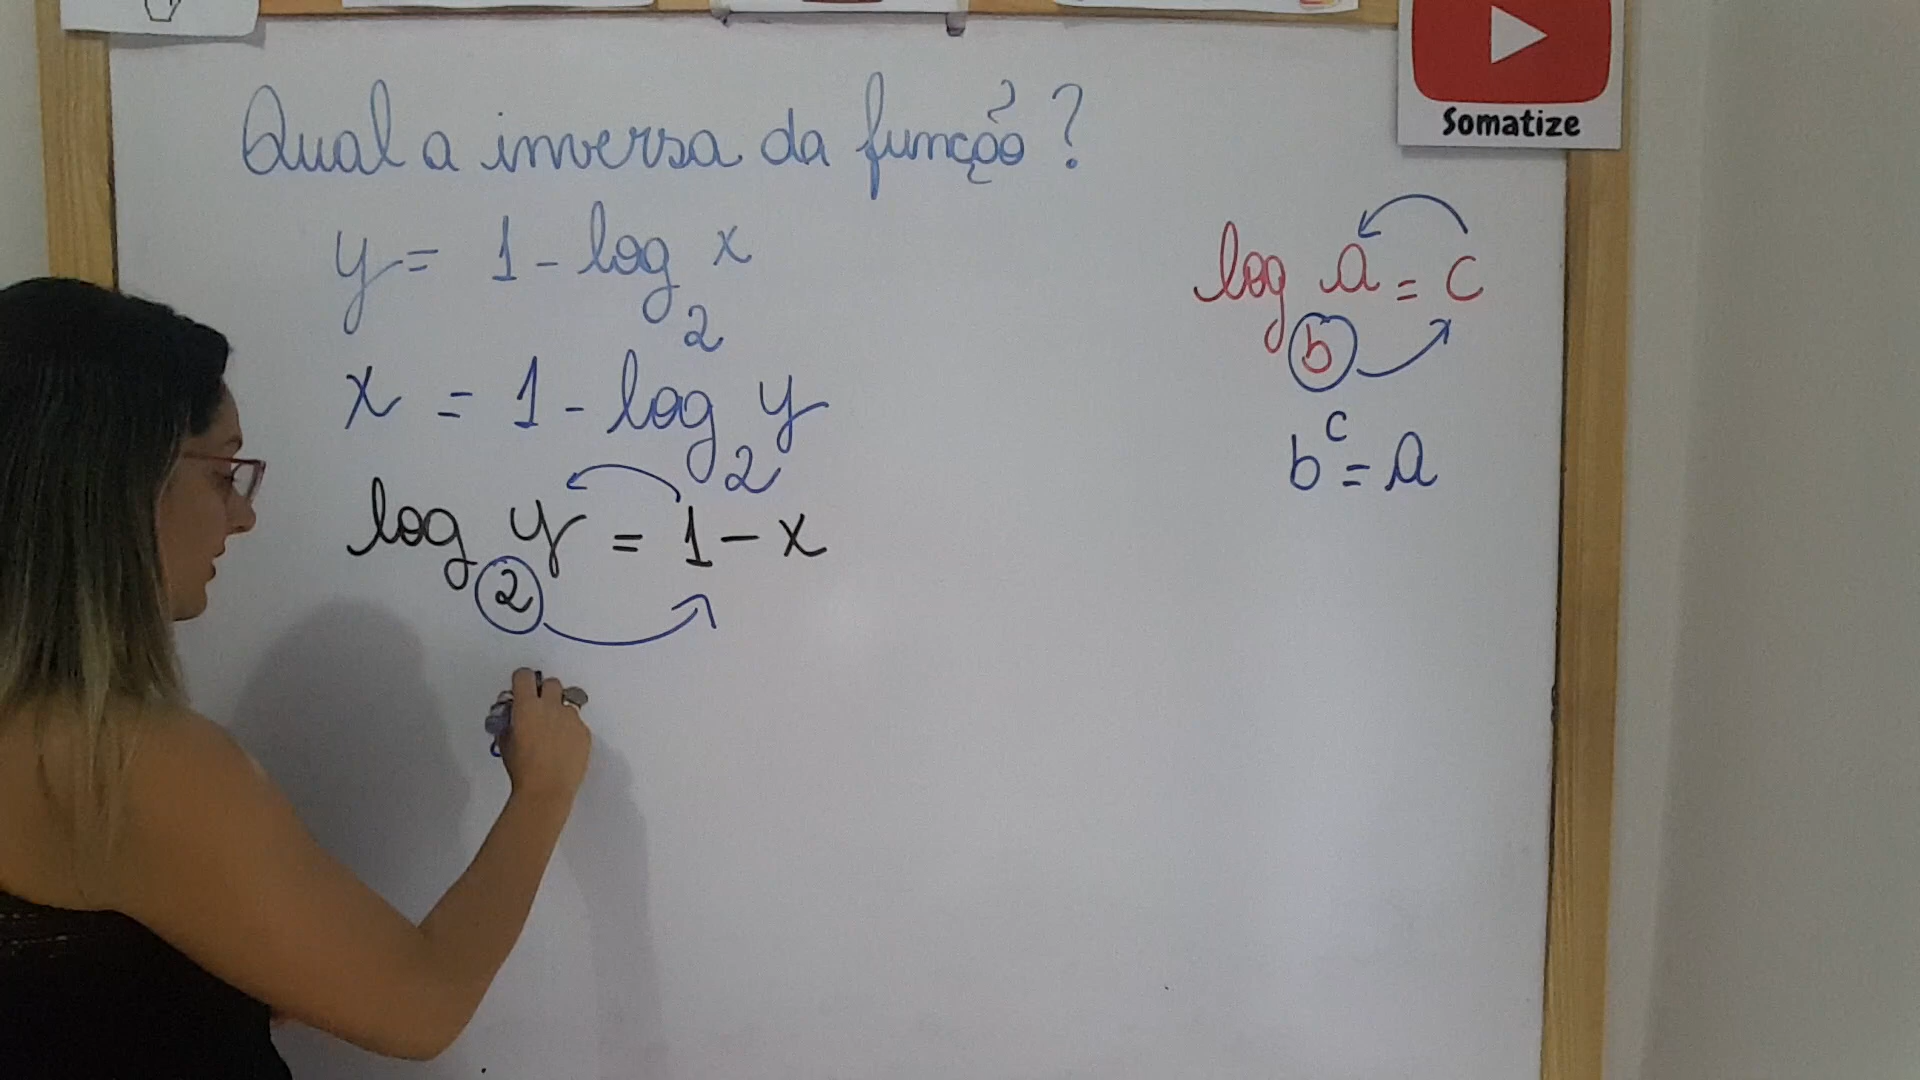 Somatize
Qual a inversa da função?
y = 1 - log₂ x
x = 1 - log₂ y
log₂ y = 1 - x
log_b a = c
b^c = a